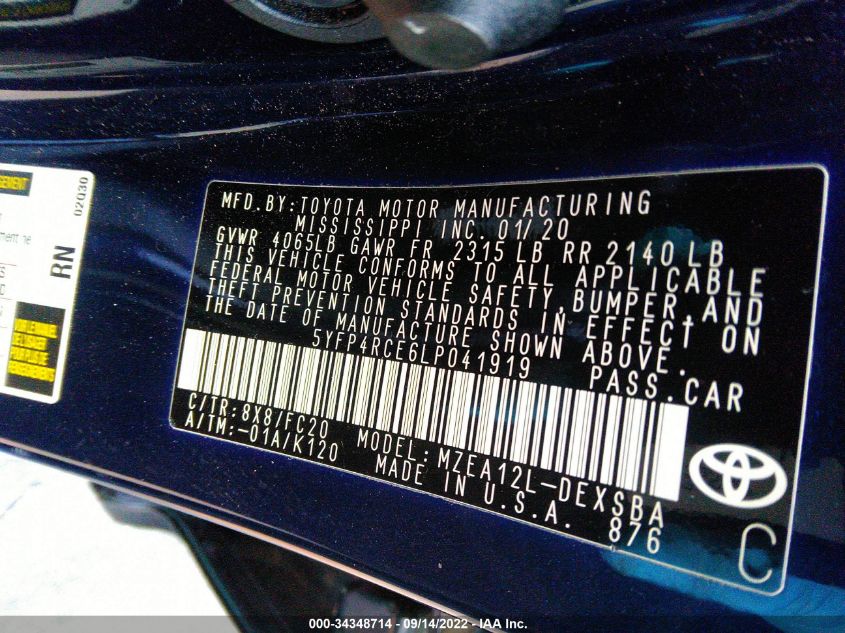 MFD.BY:TOYOTA MOTOR MANUFACTURING
MISSISSIPPI INC. 01/20
GVWR 4065LB GAWR FR 2315 LB RR 2140 LB
THIS VEHICLE CONFORMS TO ALL APPLICABLE
FEDERAL MOTOR VEHICLE SAFETY, BUMPER, AND
THEFT PREVENTION STANDARDS IN EFFECT ON
THE DATE OF MANUFACTURE SHOWN ABOVE.
5YFP4RCE6LP041919 PASS.CAR
C/TR:8X8/FC20 MODEL:MZEA12L-DEXSBA
A/TM:-01A/K120 MADE IN U.S.A. 876
C
02Q30
RN
000-34348714 - 09/14/2022 - IAA Inc.